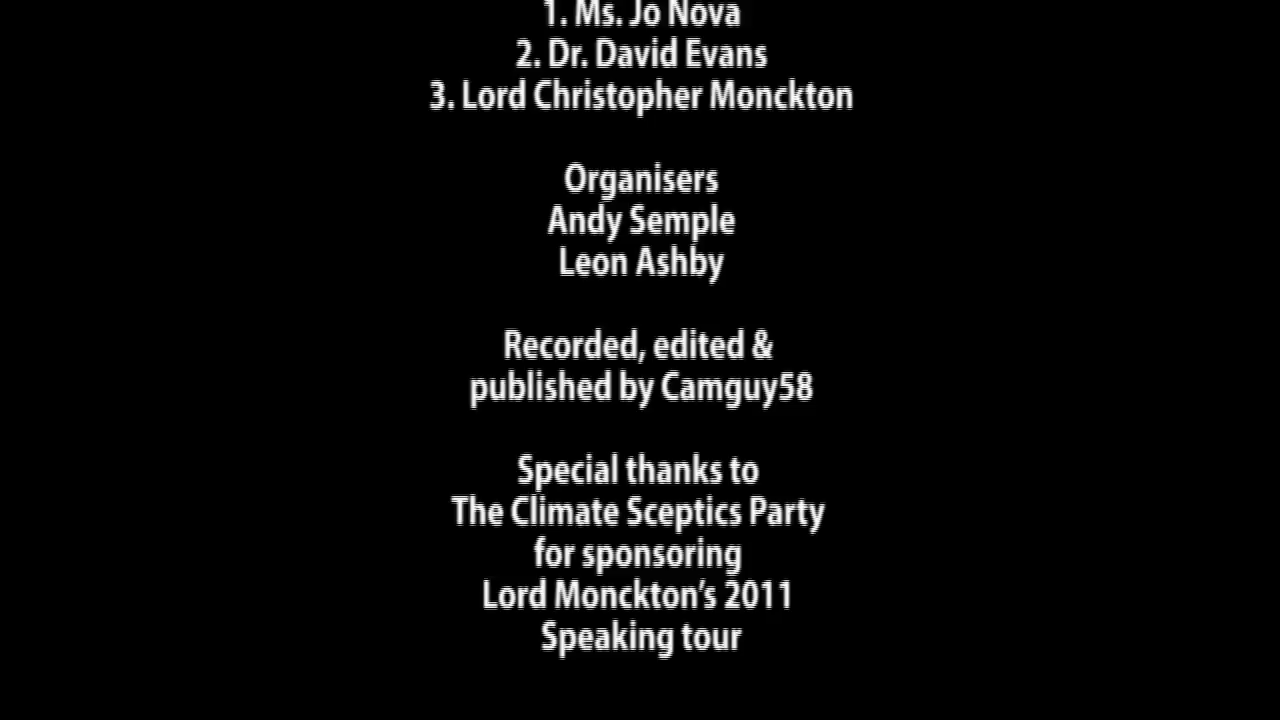 1. Ms. Jo Nova
2. Dr. David Evans
3. Lord Christopher Monckton
Organisers
Andy Semple
Leon Ashby
Recorded, edited &
published by Camguy58
Special thanks to
The Climate Sceptics Party
for sponsoring
Lord Monckton's 2011
Speaking tour